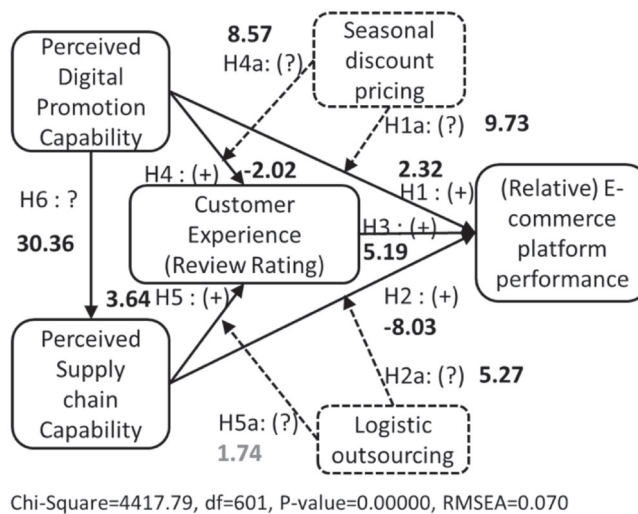 Perceived
Digital
Promotion
Capability
8.57
H4a: (?)
Seasonal
discount
pricing
H1a: (?) 9.73
H4 : (+) -2.02
2.32
H1 : (+)
H6 : ?
30.36
Customer
Experience
(Review Rating)
H3 : (+)
5.19
(Relative) E-
commerce
platform
performance
3.64 H5 : (+)
H2 : (+)
-8.03
Perceived
Supply
chain
Capability
H2a: (?) 5.27
H5a: (?)
1.74
Logistic
outsourcing
Chi-Square=4417.79, df=601, P-value=0.00000, RMSEA=0.070